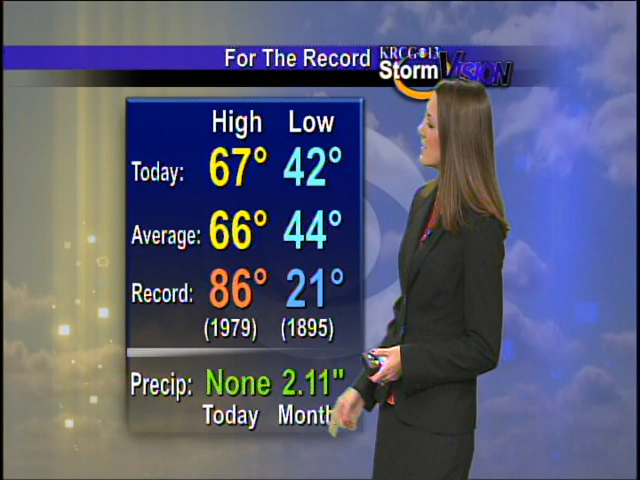 For The Record
KRCG 13
Storm VISION
High Low
Today: 67° 42°
Average: 66° 44°
Record: 86° 21°
(1979) (1895)
Precip: None 2.11"
Today Month